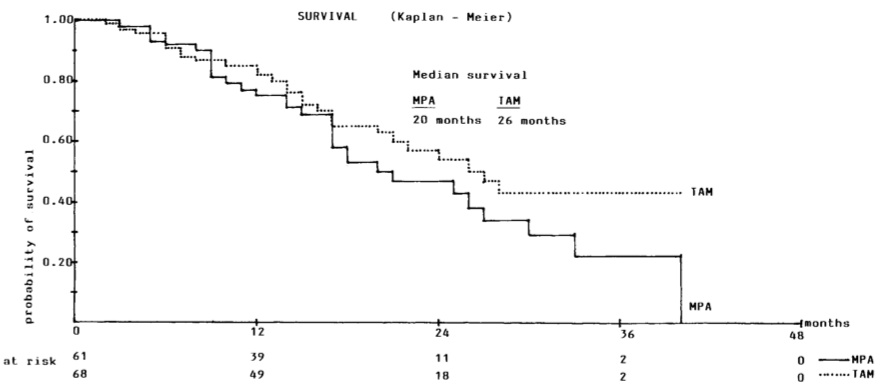 SURVIVAL (Kaplan - Meier)
1.00
0.80
0.60
0.40
0.20
probability of survival
Median survival
MPA TAM
20 months 26 months
TAM
MPA
0 12 24 36 48 months
at risk 61 39 11 2 0 MPA
68 49 18 2 0 TAM